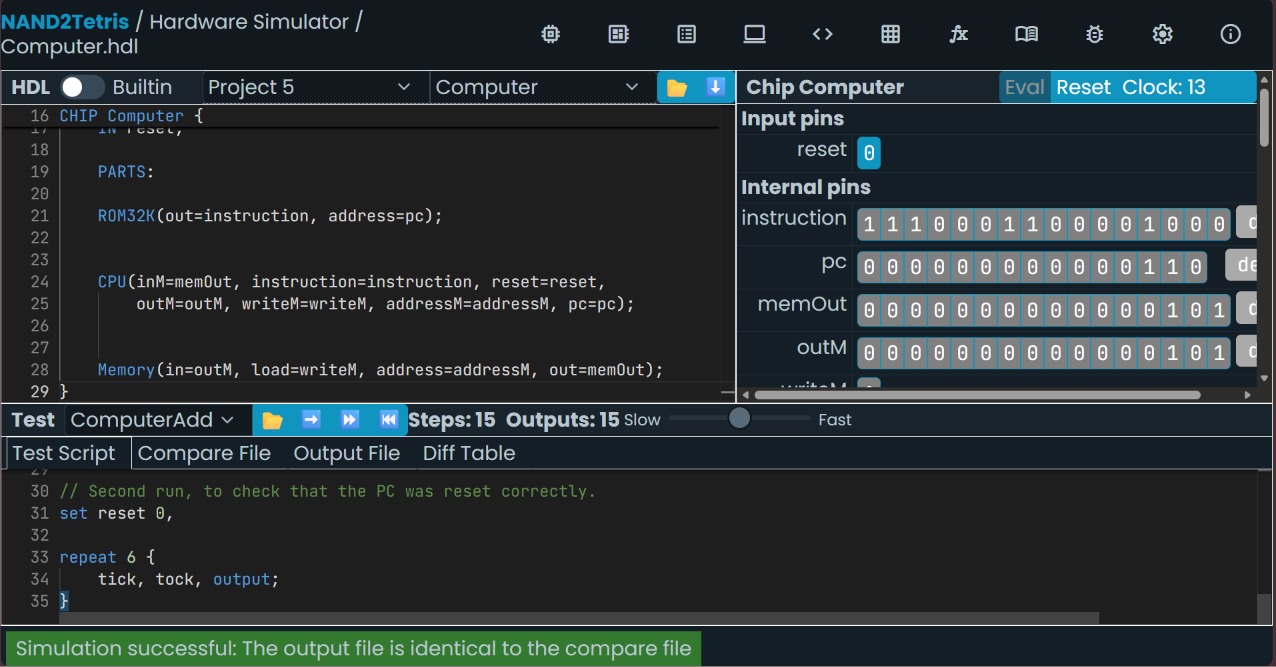 NAND2Tetris / Hardware Simulator /
Computer.hdl
HDL Builtin Project 5 Computer
Chip Computer Eval Reset Clock: 13
16 CHIP Computer {
17 IN reset;
18
19 PARTS:
20
21 ROM32K(out=instruction, address=pc);
22
23
24 CPU(inM=memOut, instruction=instruction, reset=reset,
25 outM=outM, writeM=writeM, addressM=addressM, pc=pc);
26
27
28 Memory(in=outM, load=writeM, address=addressM, out=memOut);
29 }
Input pins
reset 0
Internal pins
instruction 1 1 1 0 0 0 1 1 0 0 0 0 1 0 0 0
pc 0 0 0 0 0 0 0 0 0 0 0 0 1 1 0 de
memOut 0 0 0 0 0 0 0 0 0 0 0 0 0 1 0 1
outM 0 0 0 0 0 0 0 0 0 0 0 0 0 1 0 1
writeM
Test ComputerAdd Steps: 15 Outputs: 15 Slow Fast
Test Script Compare File Output File Diff Table
29
30 // Second run, to check that the PC was reset correctly.
31 set reset 0,
32
33 repeat 6 {
34 tick, tock, output;
35 }
Simulation successful: The output file is identical to the compare file